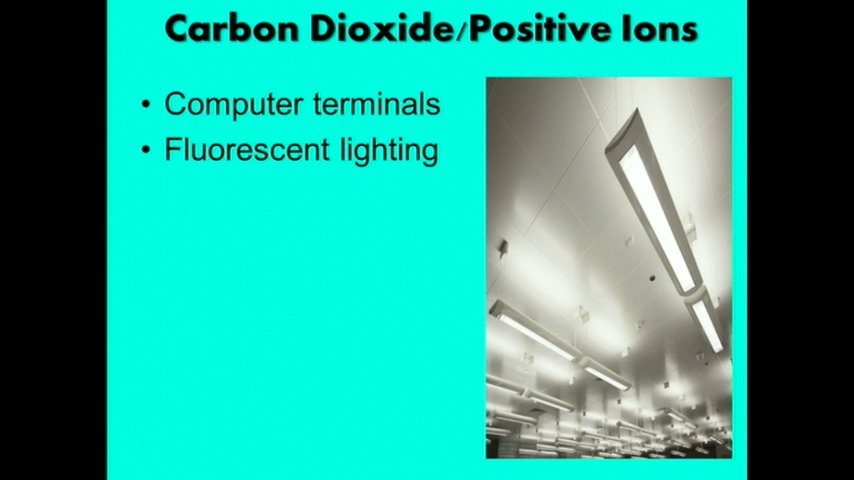 Carbon Dioxide/Positive Ions
• Computer terminals
• Fluorescent lighting